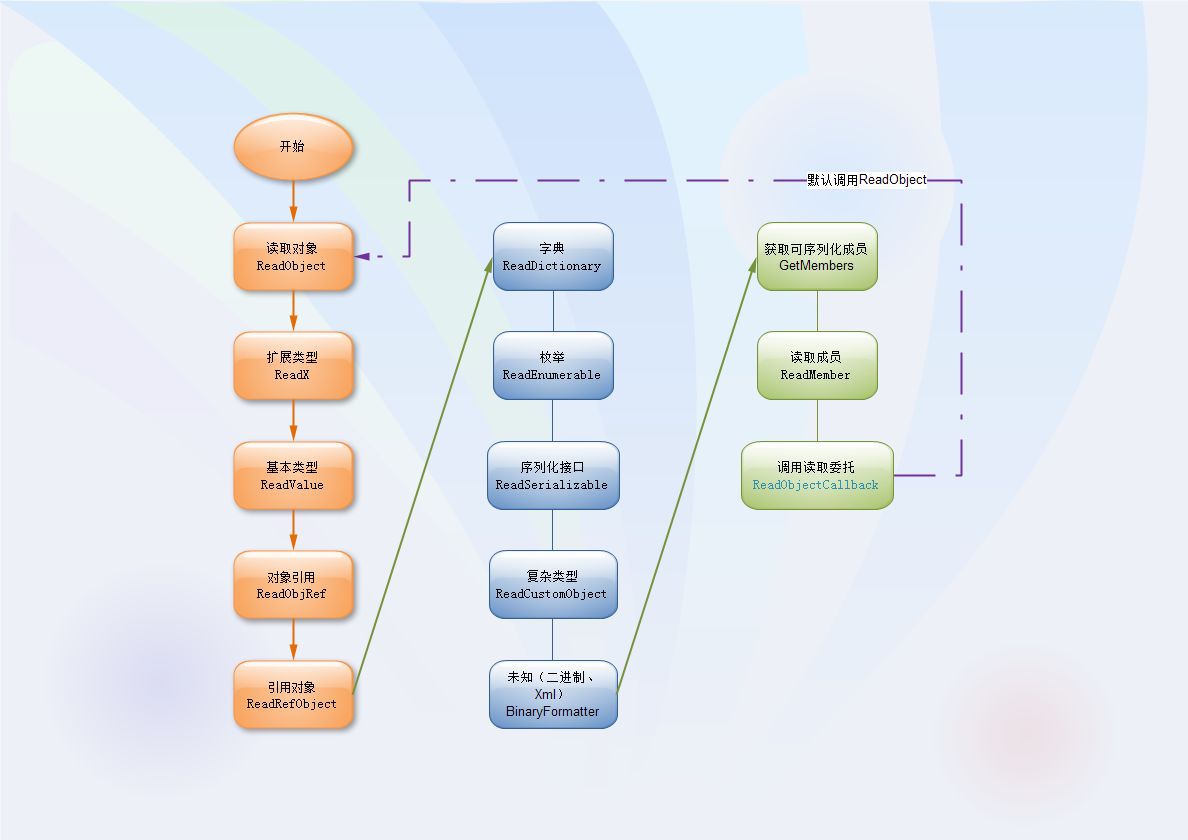 开始
默认调用ReadObject
读取对象
ReadObject
扩展类型
ReadX
基本类型
ReadValue
对象引用
ReadObjRef
引用对象
ReadRefObject
字典
ReadDictionary
枚举
ReadEnumerable
序列化接口
ReadSerializable
复杂类型
ReadCustomObject
未知（二进制、
Xml）
BinaryFormatter
获取可序列化成员
GetMembers
读取成员
ReadMember
调用读取委托
ReadObjectCallback